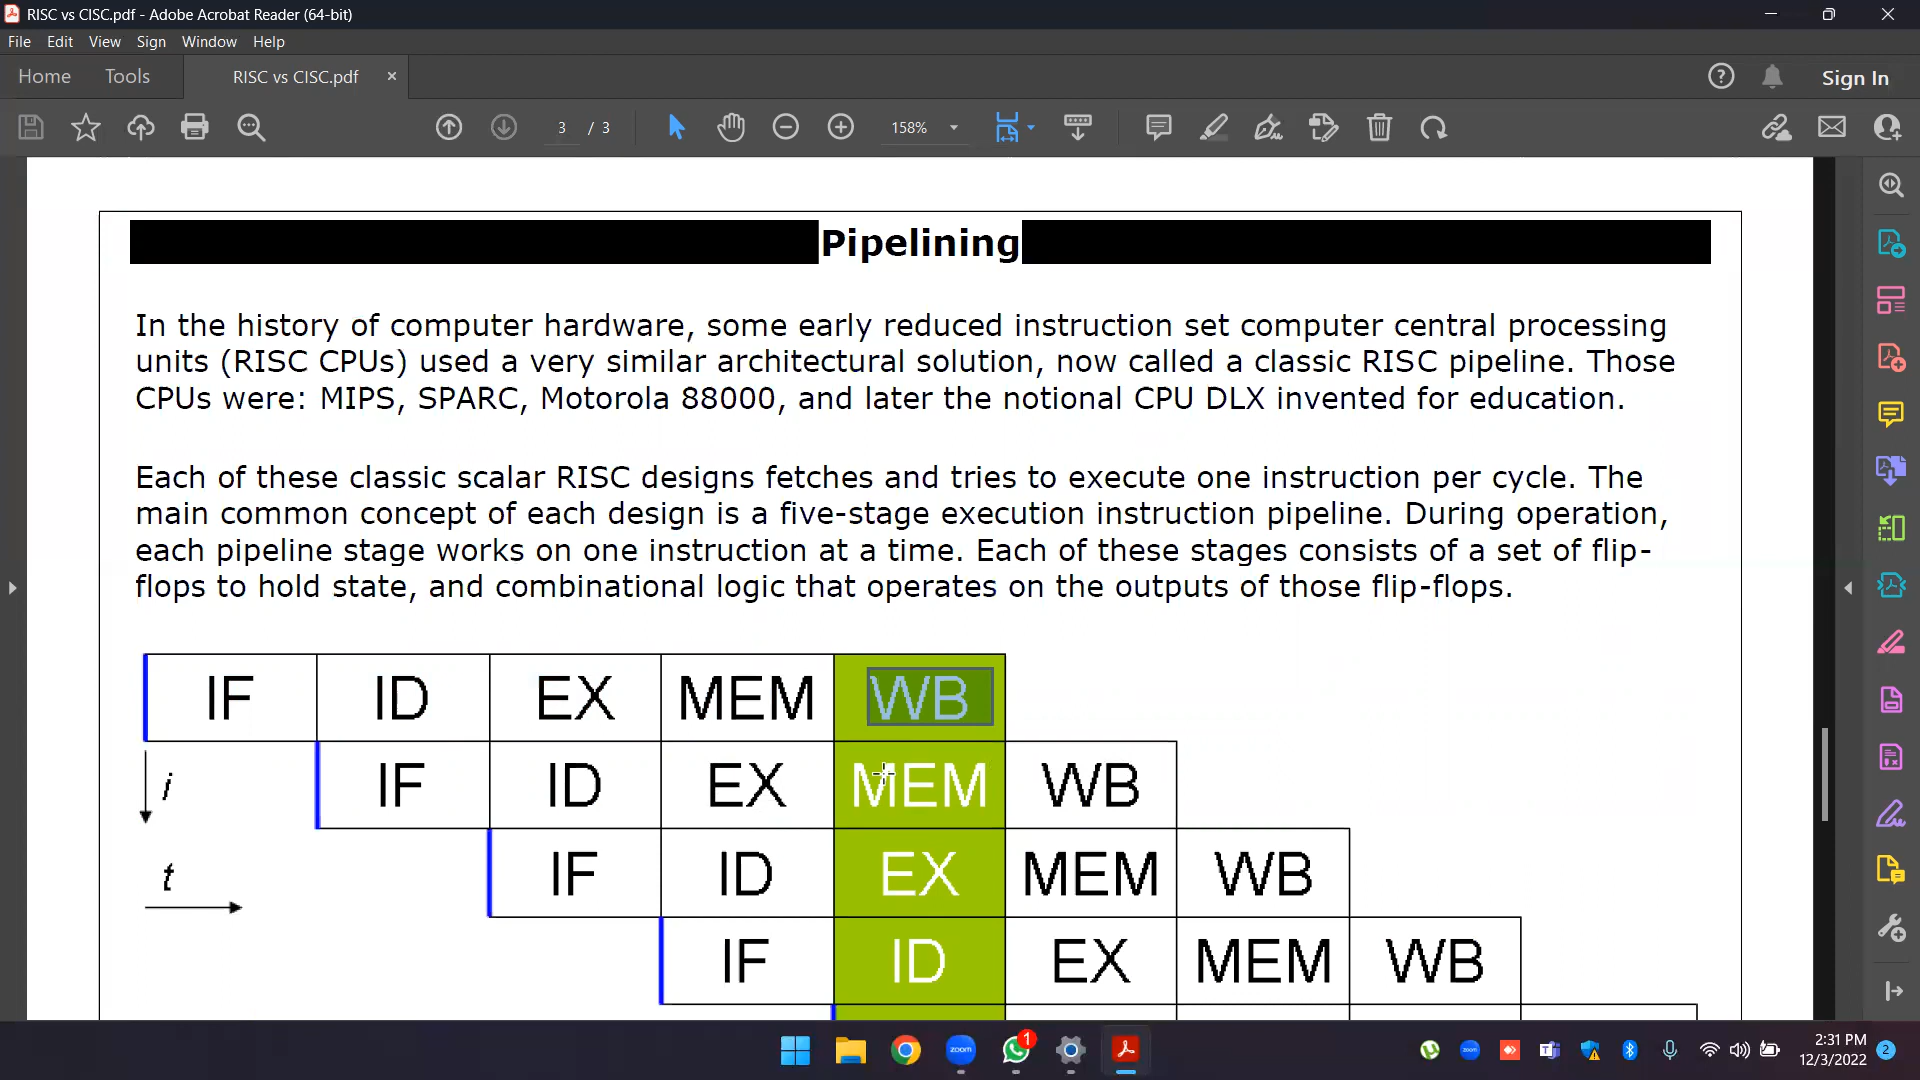 RISC vs CISC.pdf - Adobe Acrobat Reader (64-bit)
File Edit View Sign Window Help
Home Tools RISC vs CISC.pdf × Sign In
3 / 3 158%
Pipelining
In the history of computer hardware, some early reduced instruction set computer central processing
units (RISC CPUs) used a very similar architectural solution, now called a classic RISC pipeline. Those
CPUs were: MIPS, SPARC, Motorola 88000, and later the notional CPU DLX invented for education.
Each of these classic scalar RISC designs fetches and tries to execute one instruction per cycle. The
main common concept of each design is a five-stage execution instruction pipeline. During operation,
each pipeline stage works on one instruction at a time. Each of these stages consists of a set of flip-
flops to hold state, and combinational logic that operates on the outputs of those flip-flops.
IF ID EX MEM WB
i IF ID EX MEM WB
t IF ID EX MEM WB
IF ID EX MEM WB
zoom 1 zoom 2:31 PM
12/3/2022 2